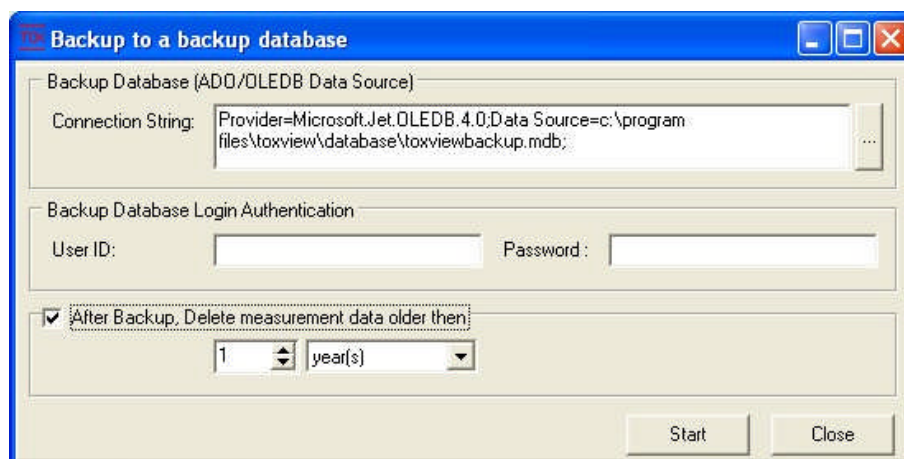 TOX Backup to a backup database
Backup Database (ADO/OLEDB Data Source)
Connection String: Provider=Microsoft.Jet.OLEDB.4.0;Data Source=c:\program
files\toxview\database\toxviewbackup.mdb;
...
Backup Database Login Authentication
User ID: Password :
After Backup, Delete measurement data older then
1 year(s)
Start Close